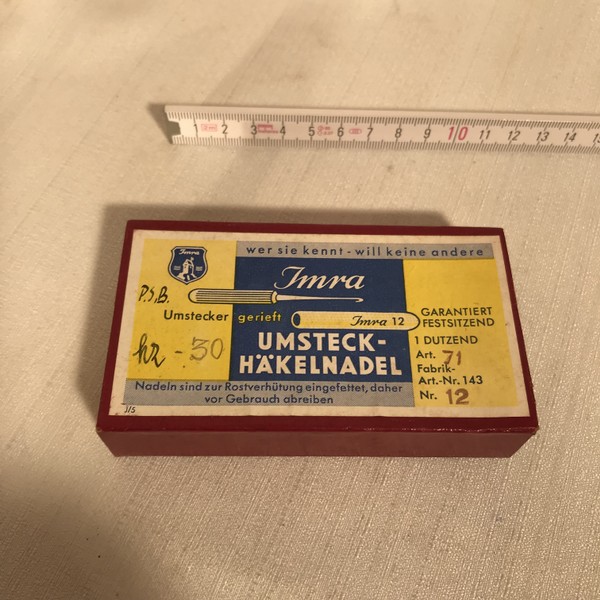 1 2 3 4 5 6 7 8 9 10 11 12 13 14
Imra
wer sie kennt - will keine andere
Imra
P.S.B.
Umstecker gerieft
Imra 12
GARANTIERT
FESTSITZEND
UMSTECK-
HÄKELNADEL
1 DUTZEND
Art. 71
Fabrik-
Art.-Nr. 143
Nr. 12
- 30
Nadeln sind zur Rostverhütung eingefettet, daher
vor Gebrauch abreiben